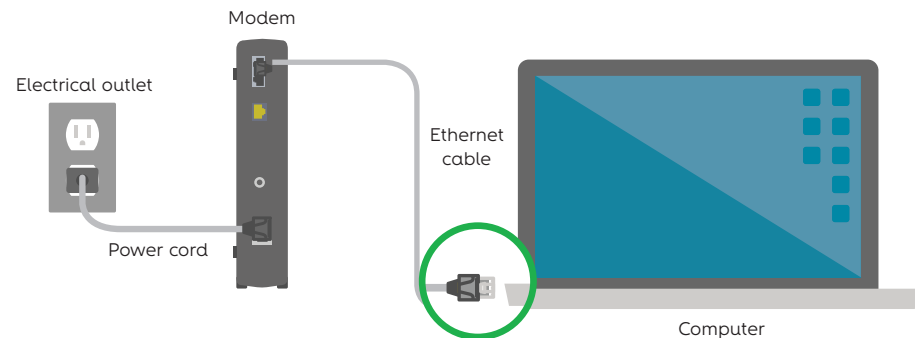 Modem
Electrical outlet
Ethernet
cable
Power cord
Computer